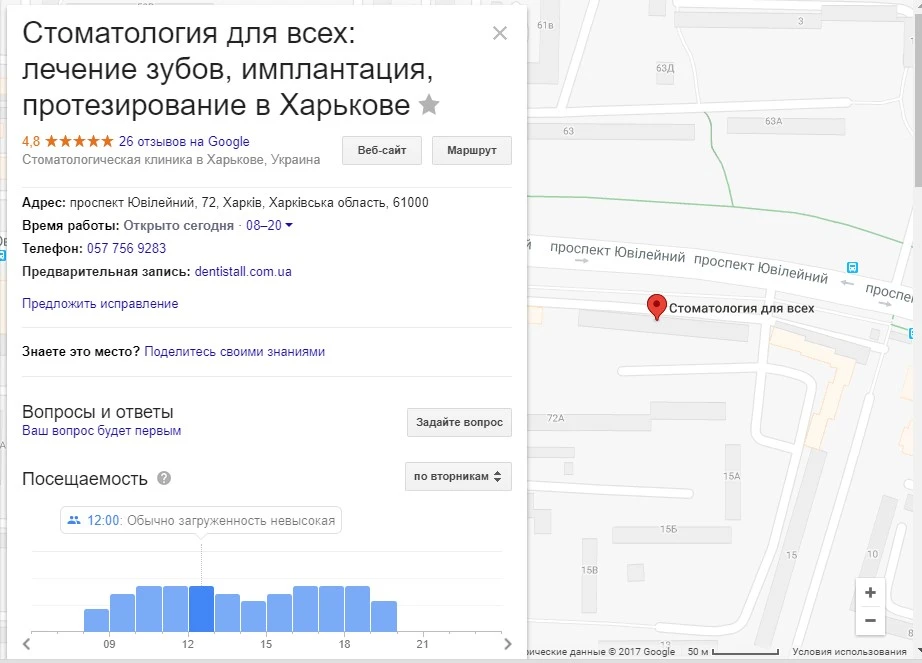 Стоматология для всех:
лечение зубов, имплантация,
протезирование в Харькове
4,8 26 отзывов на Google
Стоматологическая клиника в Харькове, Украина
Веб-сайт
Маршрут
Адрес: проспект Ювілейний, 72, Харків, Харківська область, 61000
Время работы: Открыто сегодня · 08–20
Телефон: 057 756 9283
Предварительная запись: dentistall.com.ua
Предложить исправление
Знаете это место? Поделитесь своими знаниями
Вопросы и ответы
Ваш вопрос будет первым
Задайте вопрос
Посещаемость ?
по вторникам
12:00: Обычно загруженность невысокая
09 12 15 18 21
61в
3
63Д
63
63А
проспект Ювілейний
проспект Ювілейний
Стоматология для всех
72А
15А
15Б
15В
15
10
+
−
© 2017 Google 50 м Условия использования